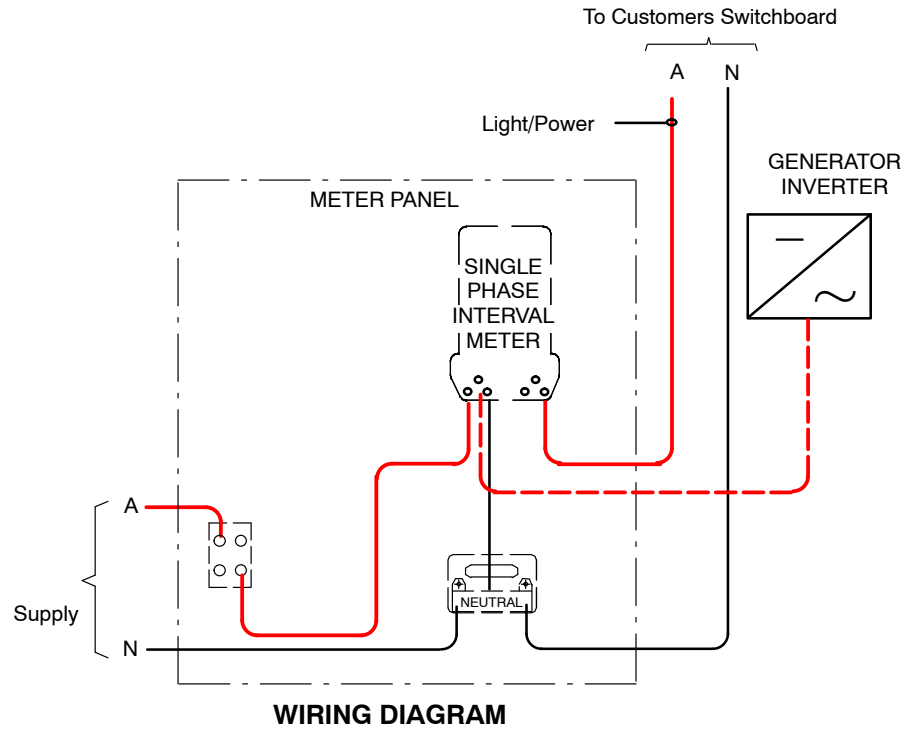 To Customers Switchboard
A N
Light/Power
GENERATOR
INVERTER
METER PANEL
SINGLE
PHASE
INTERVAL
METER
A
NEUTRAL
Supply
N
WIRING DIAGRAM